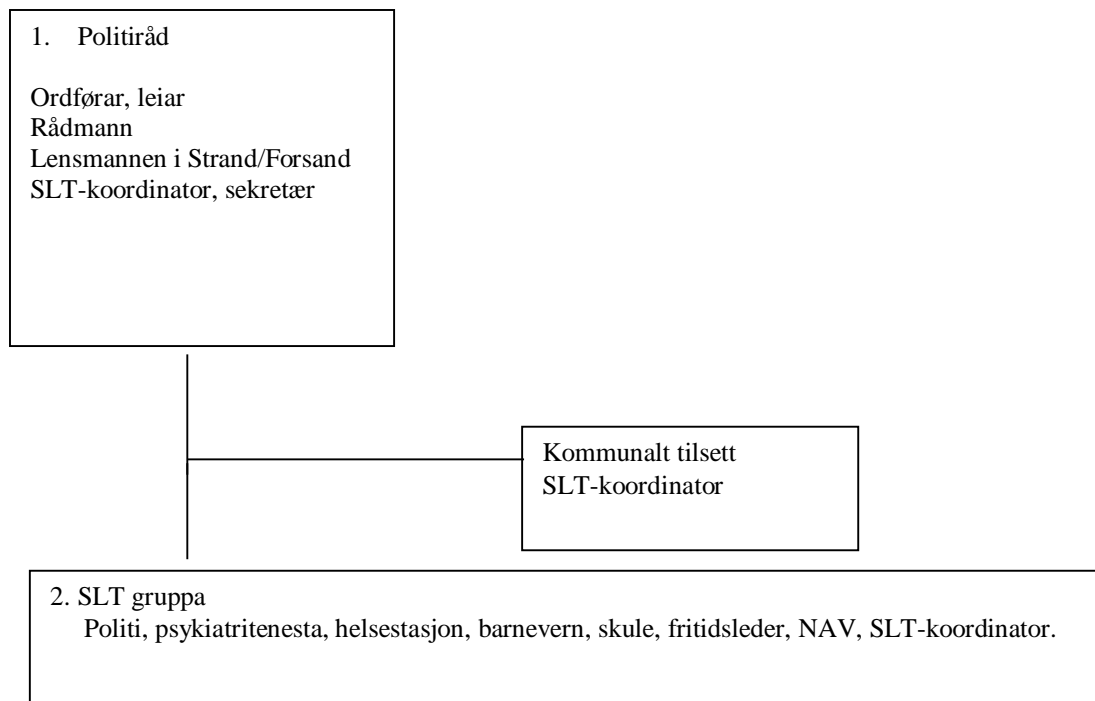 1. Politiråd
Ordførar, leiar
Rådmann
Lensmannen i Strand/Forsand
SLT-koordinator, sekretær
Kommunalt tilsett
SLT-koordinator
2. SLT gruppa
Politi, psykiatritenesta, helsestasjon, barnevern, skule, fritidsleder, NAV, SLT-koordinator.